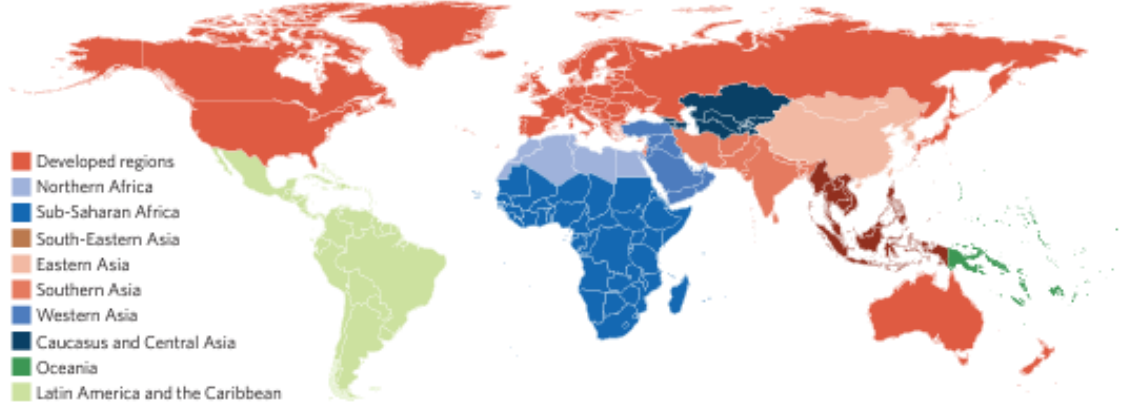 Developed regions
Northern Africa
Sub-Saharan Africa
South-Eastern Asia
Eastern Asia
Southern Asia
Western Asia
Caucasus and Central Asia
Oceania
Latin America and the Caribbean